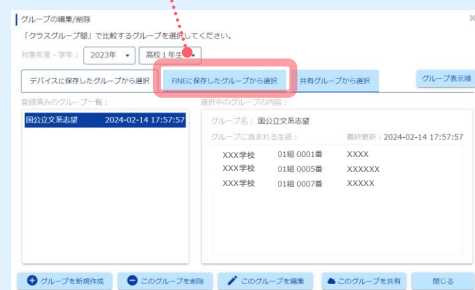 グループの編集/削除
「クラスグループ間」で比較するグループを選択してください。
対象年度・学年： 2023年 高校1年生
デバイスに保存したグループから選択 FINEに保存したグループから選択 共有グループから選択 グループ表示順
登録済みのグループ一覧： 選択中のグループの内容：
国公立文系志望 2024-02-14 17:57:57
グループ名： 国公立文系志望
グループに含まれる生徒： 最終更新：2024-02-14 17:57:57
XXX学校 01組 0001番 XXXX
XXX学校 01組 0005番 XXXXXX
XXX学校 01組 0007番 XXXXX
グループを新規作成 このグループを削除 このグループを編集 このグループを共有 閉じる